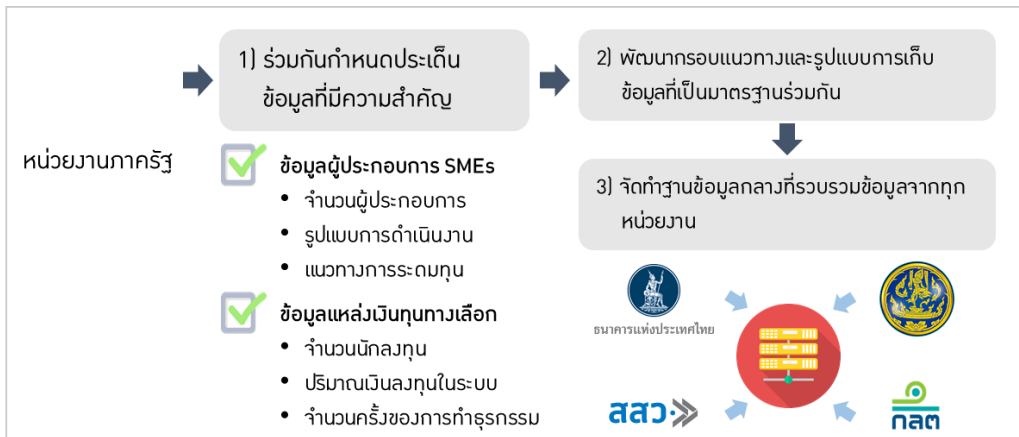 หน่วยงานภาครัฐ
1) ร่วมกันกำหนดประเด็น
ข้อมูลที่มีความสำคัญ
ข้อมูลผู้ประกอบการ SMEs
• จำนวนผู้ประกอบการ
• รูปแบบการดำเนินงาน
• แนวทางการระดมทุน
ข้อมูลแหล่งเงินทุนทางเลือก
• จำนวนนักลงทุน
• ปริมาณเงินลงทุนในระบบ
• จำนวนครั้งของการทำธุรกรรม
2) พัฒนากรอบแนวทางและรูปแบบการเก็บ
ข้อมูลที่เป็นมาตรฐานร่วมกัน
3) จัดทำฐานข้อมูลกลางที่รวบรวมข้อมูลจากทุก
หน่วยงาน
ธนาคารแห่งประเทศไทย
สสว
กลต